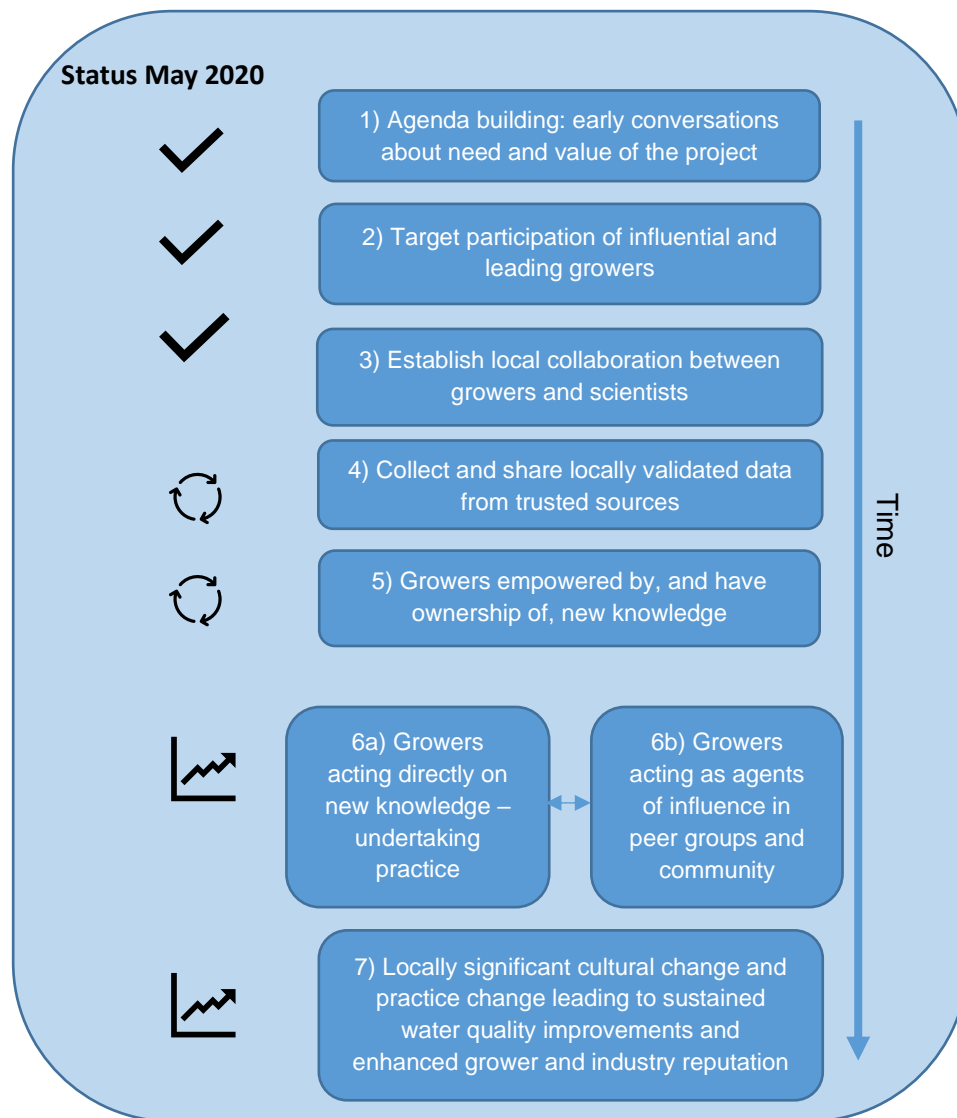 Status May 2020
1) Agenda building: early conversations
about need and value of the project
2) Target participation of influential and
leading growers
3) Establish local collaboration between
growers and scientists
4) Collect and share locally validated data
from trusted sources
5) Growers empowered by, and have
ownership of, new knowledge
Time
6a) Growers
acting directly on
new knowledge –
undertaking
practice
6b) Growers
acting as agents
of influence in
peer groups and
community
7) Locally significant cultural change and
practice change leading to sustained
water quality improvements and
enhanced grower and industry reputation